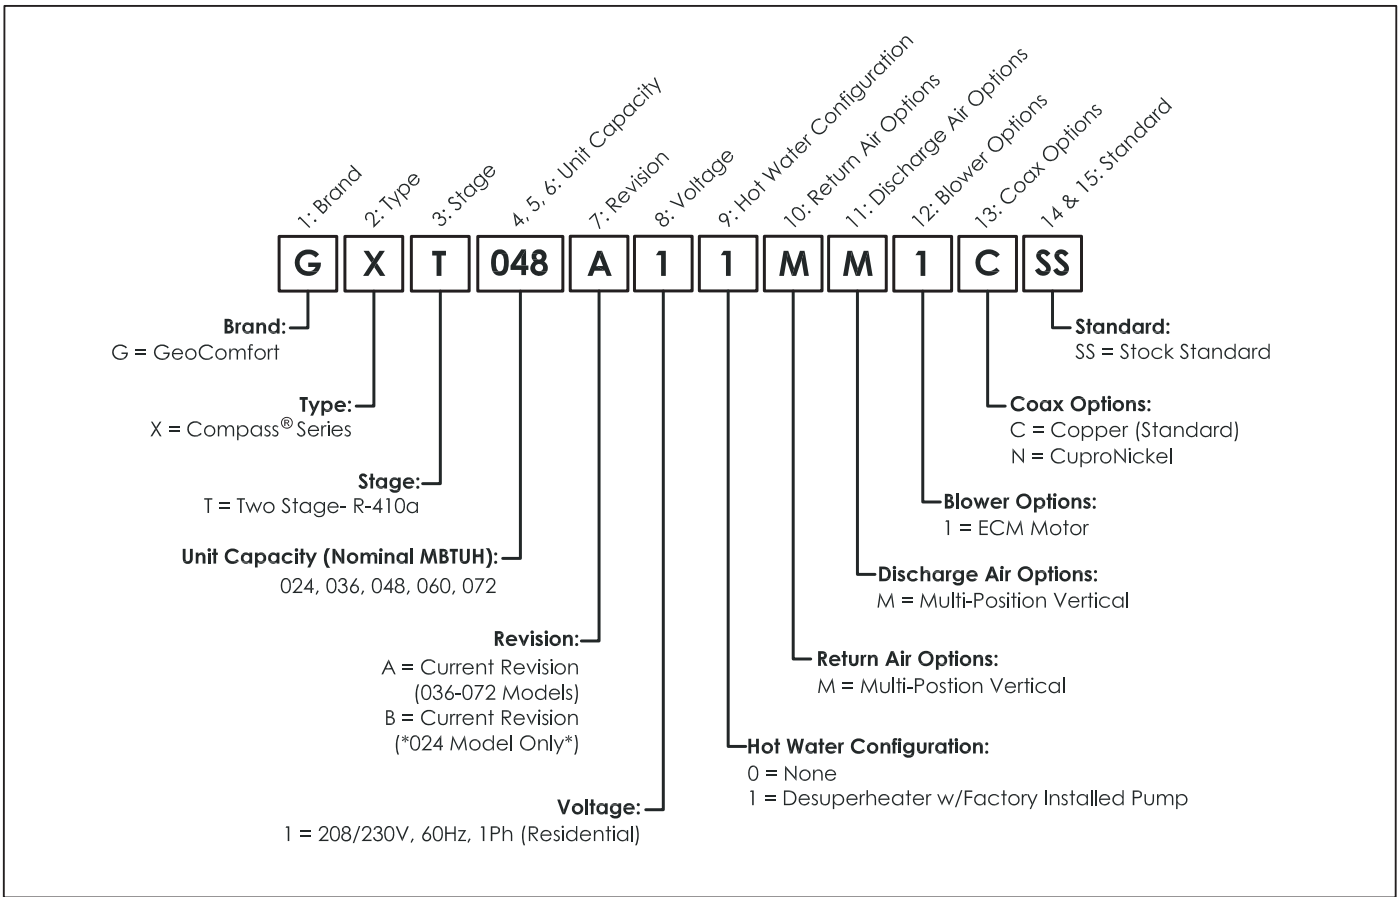 1: Brand
2: Type
3: Stage
4, 5, 6: Unit Capacity
7: Revision
8: Voltage
9: Hot Water Configuration
10: Return Air Options
11: Discharge Air Options
12: Blower Options
13: Coax Options
14 & 15: Standard
G X T 048 A 1 1 M M 1 C SS
Brand:
G = GeoComfort
Type:
X = Compass® Series
Stage:
T = Two Stage- R-410a
Unit Capacity (Nominal MBTUH):
024, 036, 048, 060, 072
Revision:
A = Current Revision
(036-072 Models)
B = Current Revision
(*024 Model Only*)
Voltage:
1 = 208/230V, 60Hz, 1Ph (Residential)
Standard:
SS = Stock Standard
Coax Options:
C = Copper (Standard)
N = CuproNickel
Blower Options:
1 = ECM Motor
Discharge Air Options:
M = Multi-Position Vertical
Return Air Options:
M = Multi-Postion Vertical
Hot Water Configuration:
0 = None
1 = Desuperheater w/Factory Installed Pump